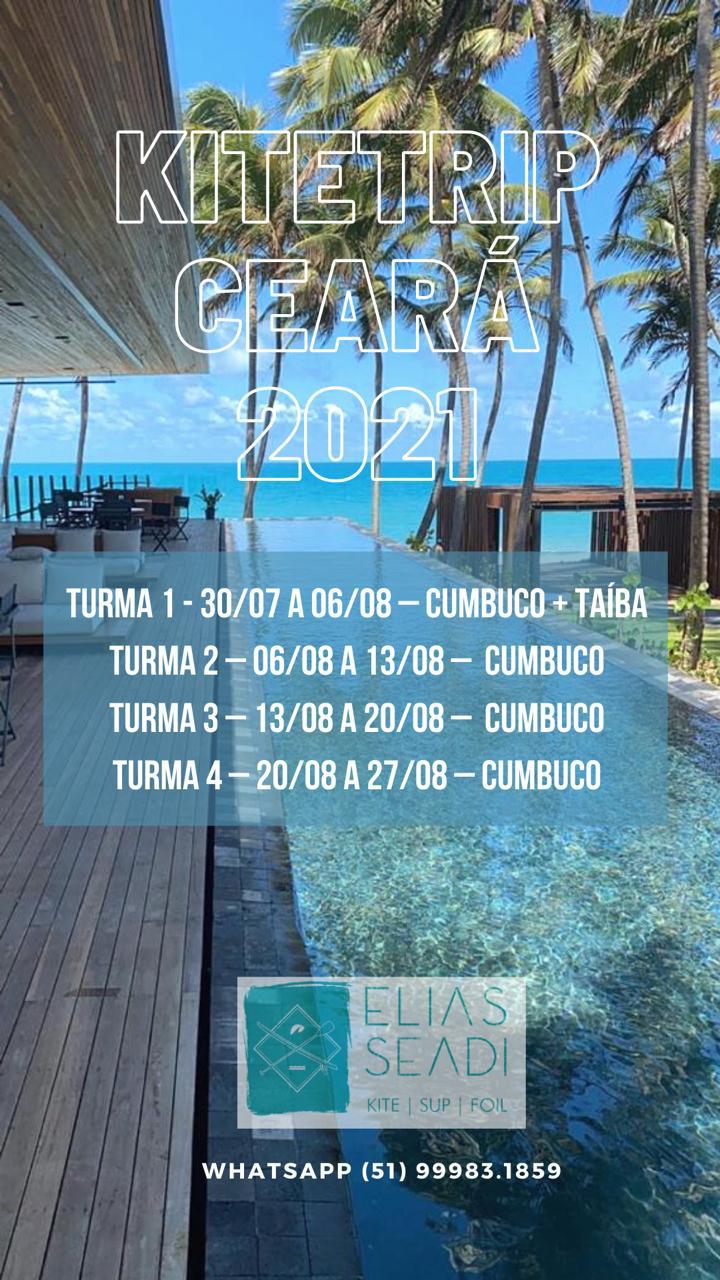 KITETRIP
CEARÁ
2021
TURMA 1 - 30/07 A 06/08 – CUMBUCO + TAÍBA
TURMA 2 – 06/08 A 13/08 – CUMBUCO
TURMA 3 – 13/08 A 20/08 – CUMBUCO
TURMA 4 – 20/08 A 27/08 – CUMBUCO
ELIAS
SEADI
KITE | SUP | FOIL
WHATSAPP (51) 99983.1859